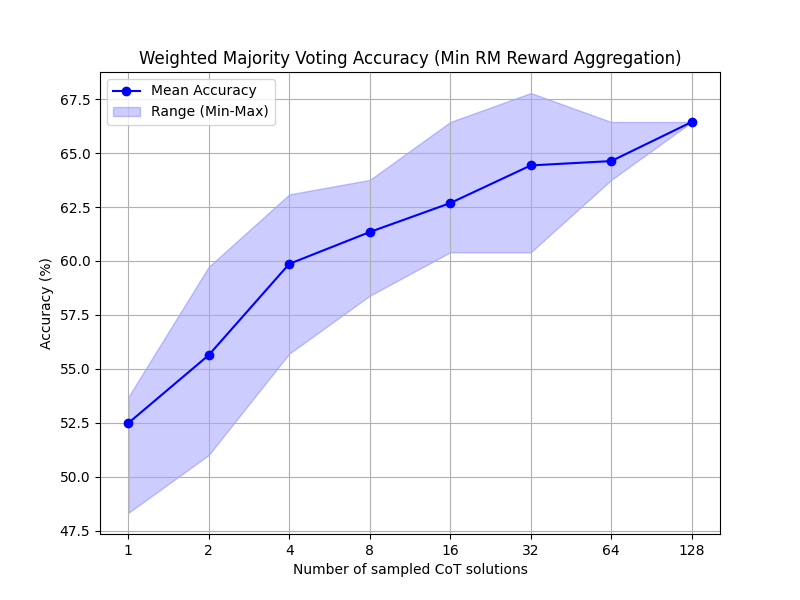 Weighted Majority Voting Accuracy (Min RM Reward Aggregation)
Mean Accuracy
Range (Min-Max)
67.5
65.0
62.5
60.0
57.5
55.0
52.5
50.0
47.5
Accuracy (%)
1 2 4 8 16 32 64 128
Number of sampled CoT solutions